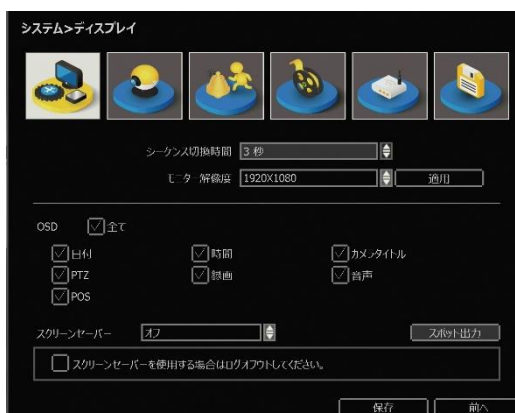 システム>ディスプレイ
シーケンス切換時間 3 秒
モニター解像度 1920X1080 適用
OSD 全て
日付 時間 カメラタイトル
PTZ 録画 音声
POS
スクリーンセーバー オフ スポット出力
スクリーンセーバーを使用する場合はログオフウトしてください。
保存 前へ